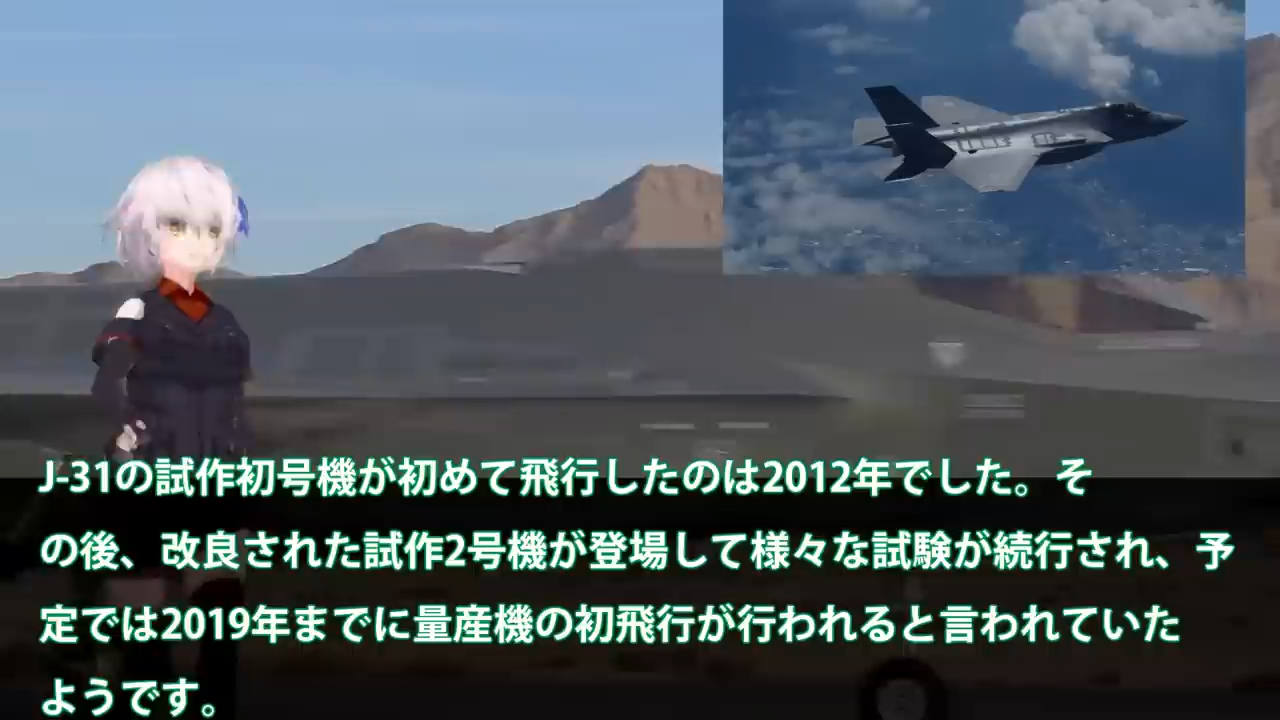 J-31の試作初号機が初めて飛行したのは2012年でした。そ
の後、改良された試作2号機が登場して様々な試験が続行され、予
定では2019年までに量産機の初飛行が行われると言われていた
ようです。